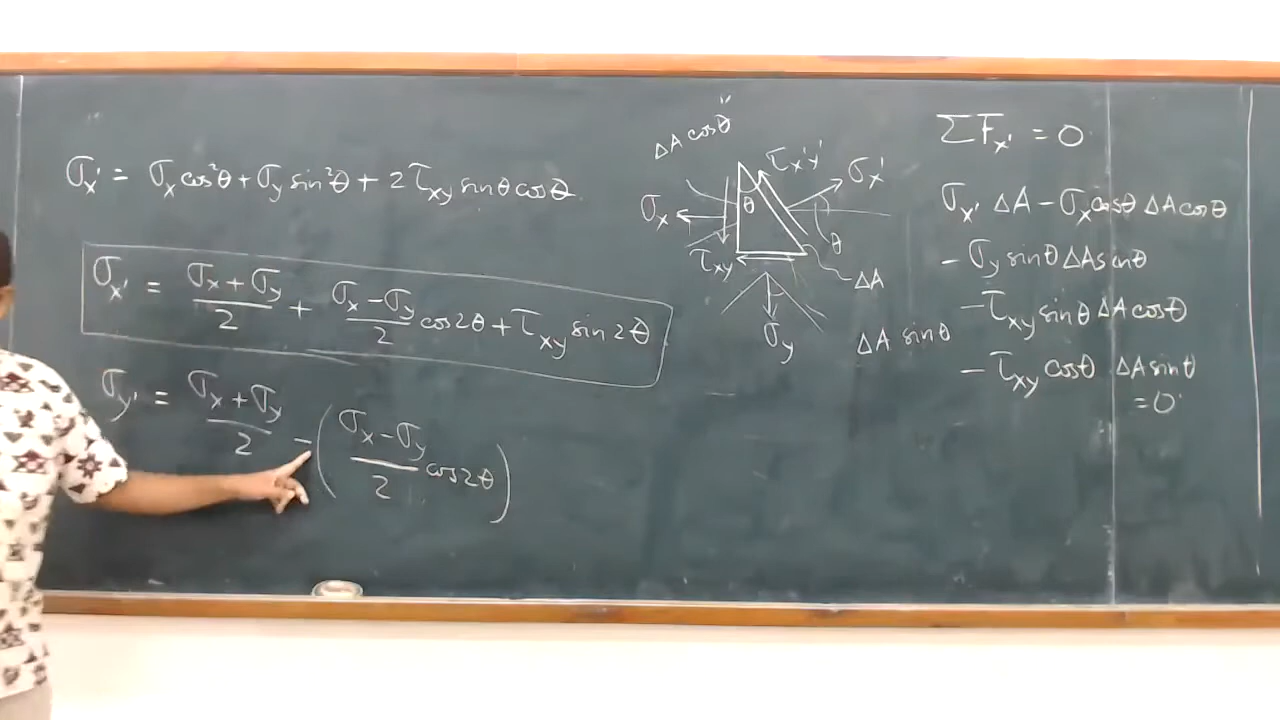 σx' = σx cos²θ + σy sin²θ + 2 τxy sinθ cosθ
σx' = (σx + σy)/2 + (σx − σy)/2 cos2θ + τxy sin 2θ
σy' = (σx + σy)/2 − ((σx − σy)/2 cos2θ)
ΔA cosθ
τx'y'
σx'
σx
θ
θ
τxy
ΔA
σy
ΔA sinθ
ΣFx' = 0
σx' ΔA − σx cosθ ΔA cosθ
− σy sinθ ΔA sinθ
− τxy sinθ ΔA cosθ
− τxy cosθ ΔA sinθ
= 0